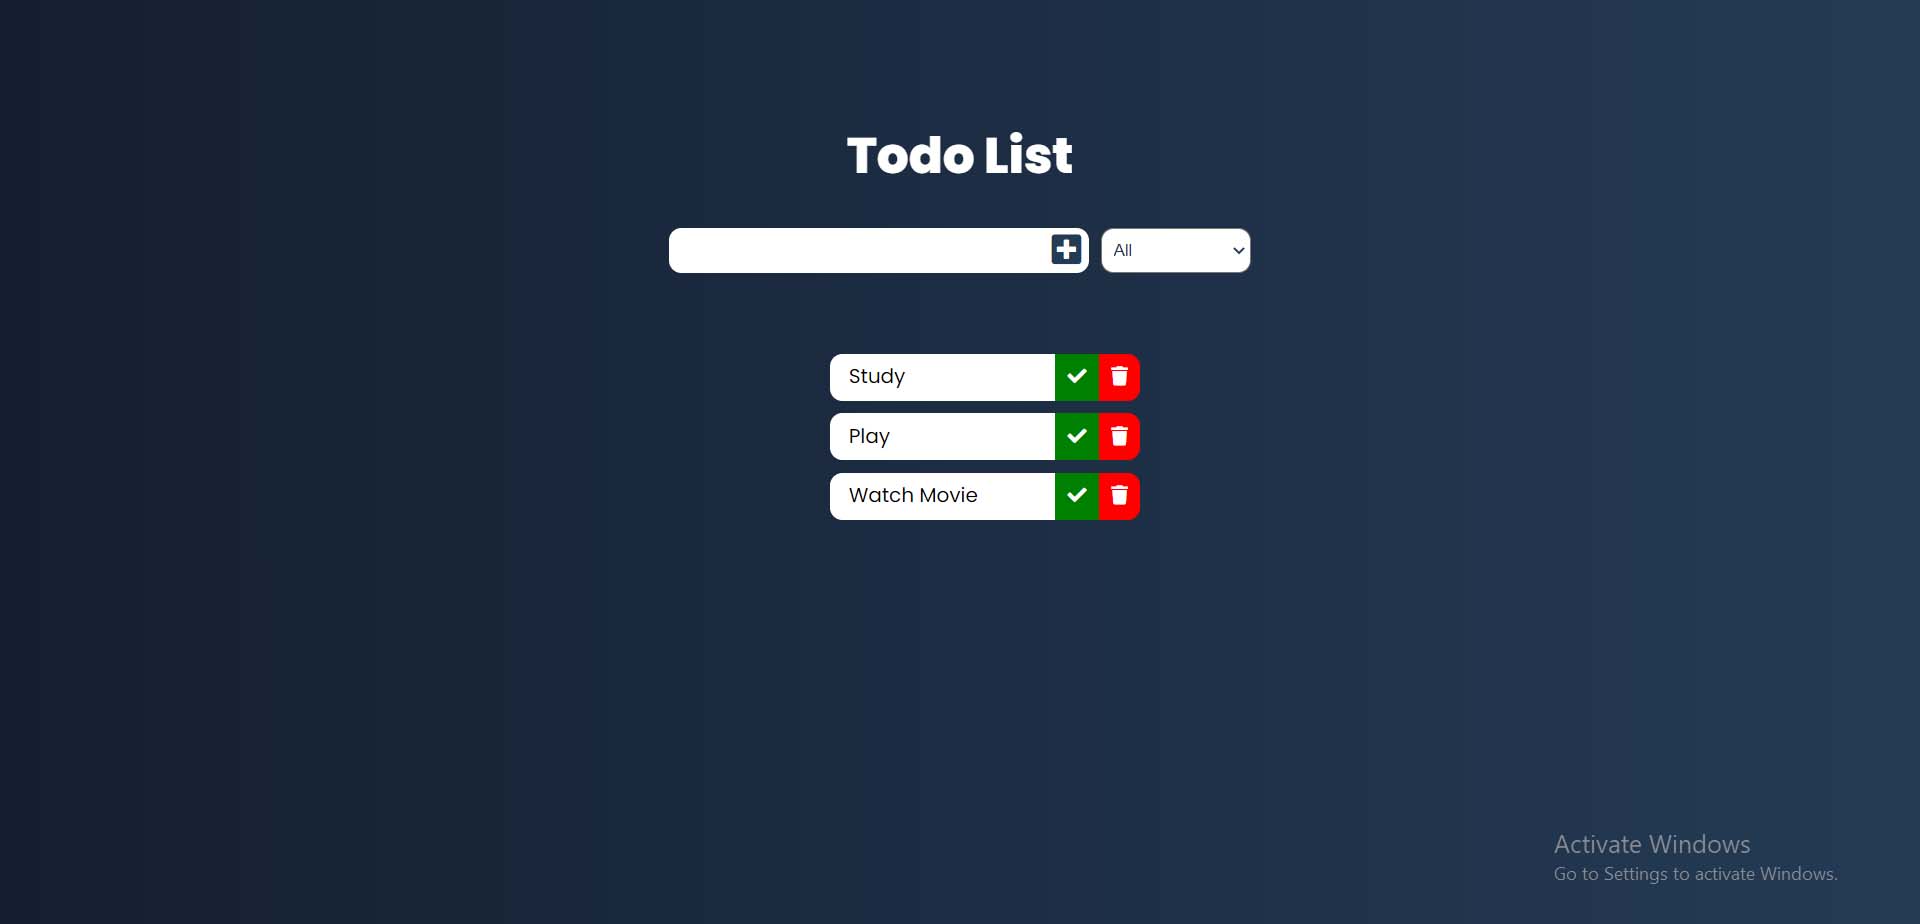 Todo List
All
Study
Play
Watch Movie
Activate Windows
Go to Settings to activate Windows.